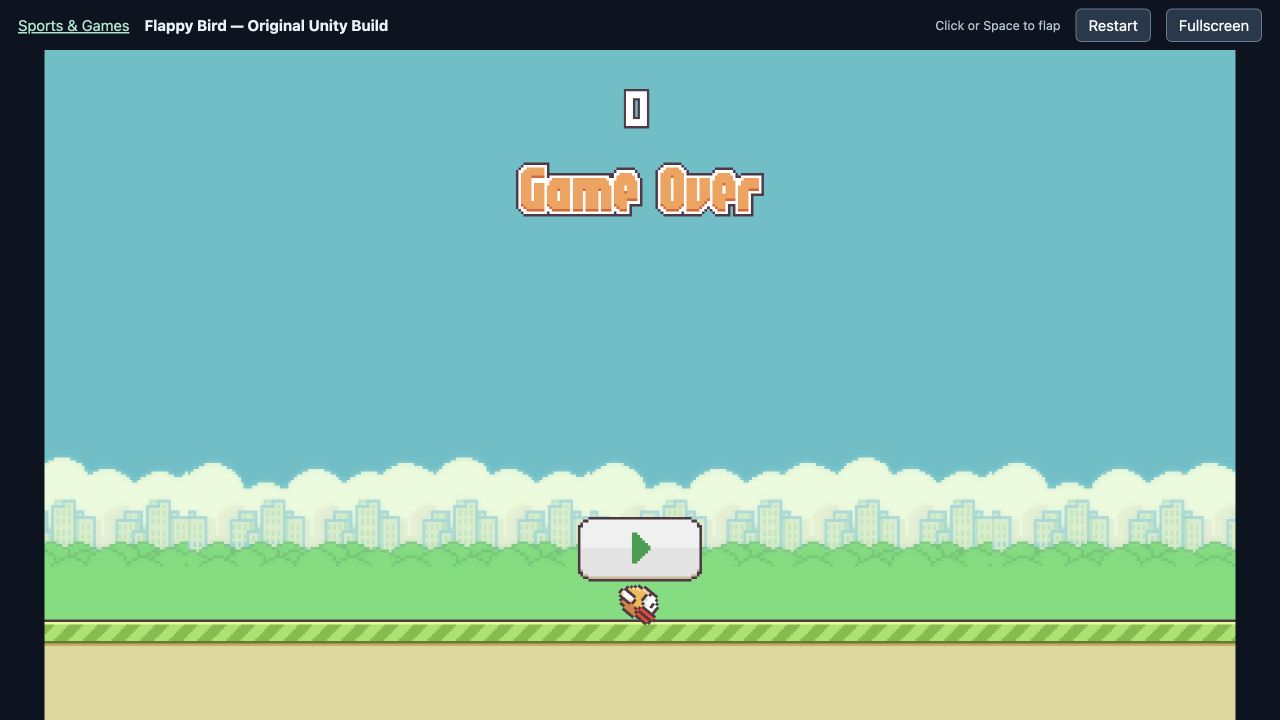 Sports & Games Flappy Bird — Original Unity Build Click or Space to flap Restart Fullscreen
0
Game Over